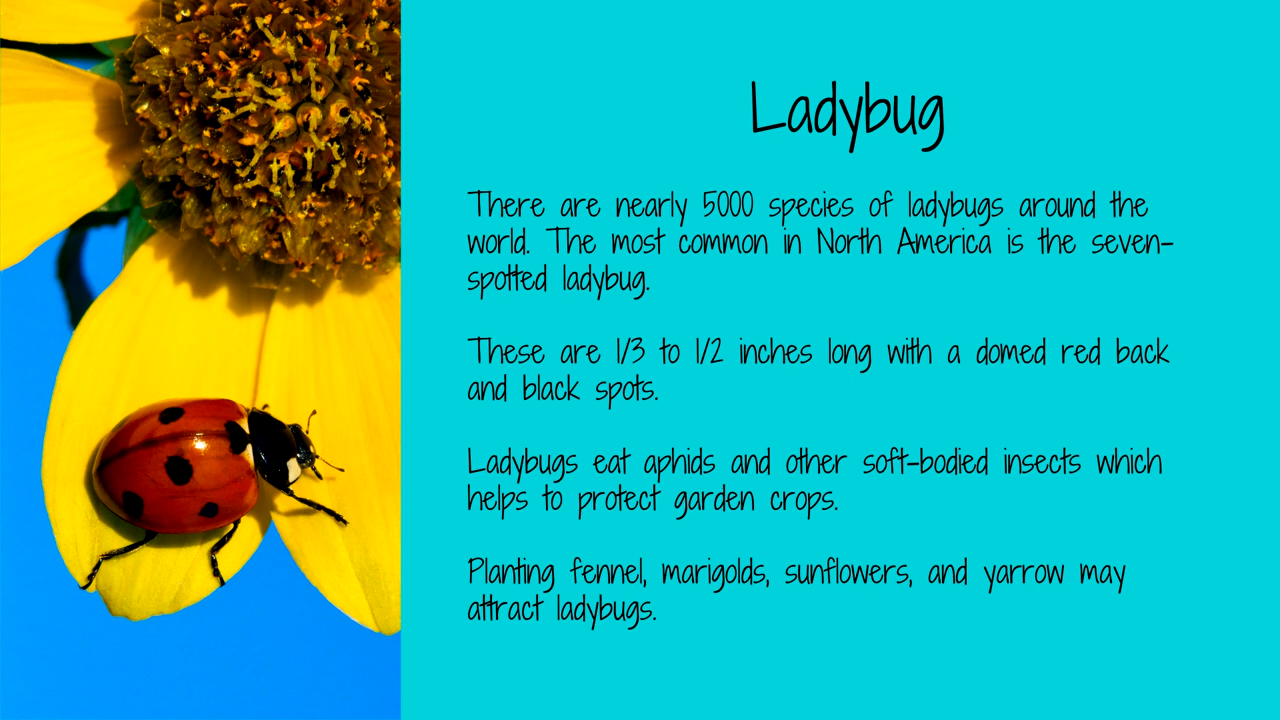 Ladybug
There are nearly 5000 species of ladybugs around the
world. The most common in North America is the seven-
spotted ladybug.
These are 1/3 to 1/2 inches long with a domed red back
and black spots.
Ladybugs eat aphids and other soft-bodied insects which
helps to protect garden crops.
Planting fennel, marigolds, sunflowers, and yarrow may
attract ladybugs.